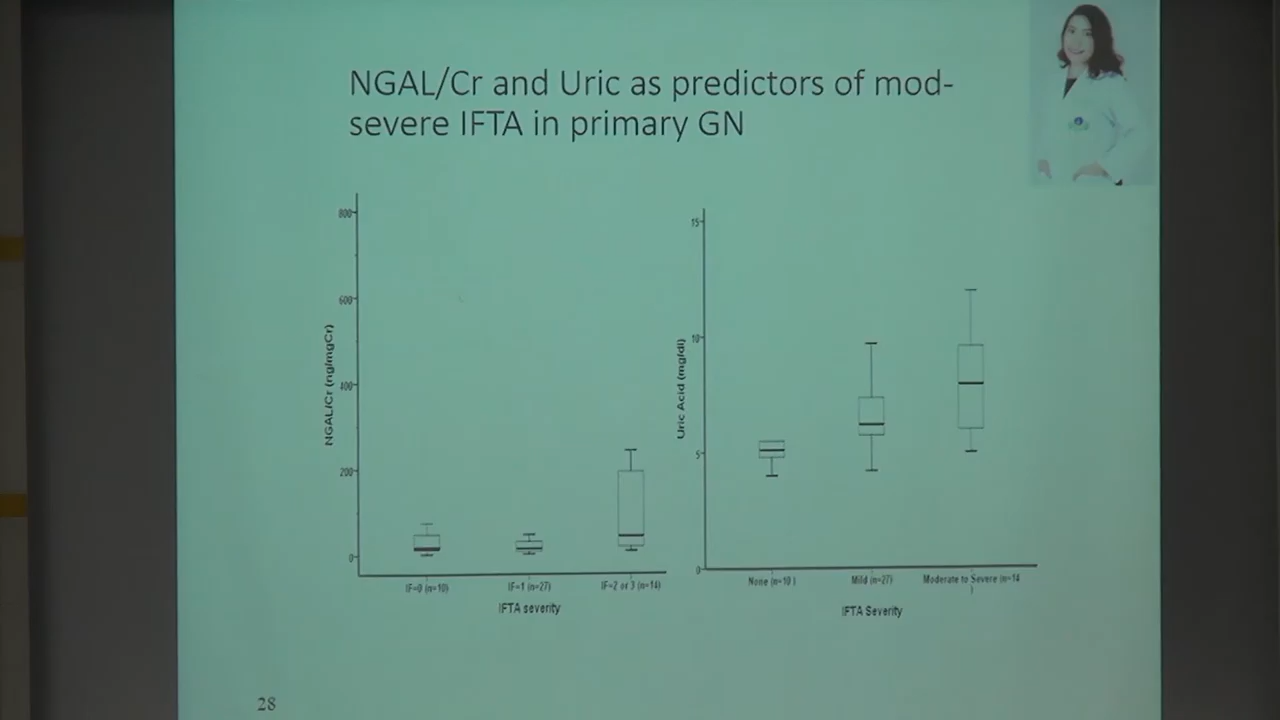 NGAL/Cr and Uric as predictors of mod-
severe IFTA in primary GN
800
600
400
200
0
NGAL/Cr (ng/mgCr)
IF=0 (n=10)
IF=1 (n=27)
IF=2 or 3 (n=14)
IFTA severity
15
10
5
0
Uric Acid (mg/dl)
None (n=10 )
Mild (n=27)
Moderate to Severe (n=14
)
IFTA Severity
28